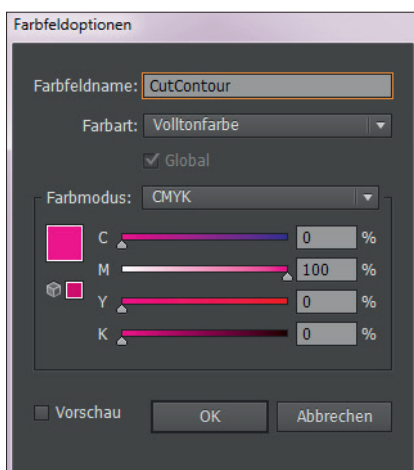 Farbfeldoptionen
Farbfeldname: CutContour
Farbart: Volltonfarbe
Global
Farbmodus: CMYK
C 0 %
M 100 %
Y 0 %
K 0 %
Vorschau OK Abbrechen